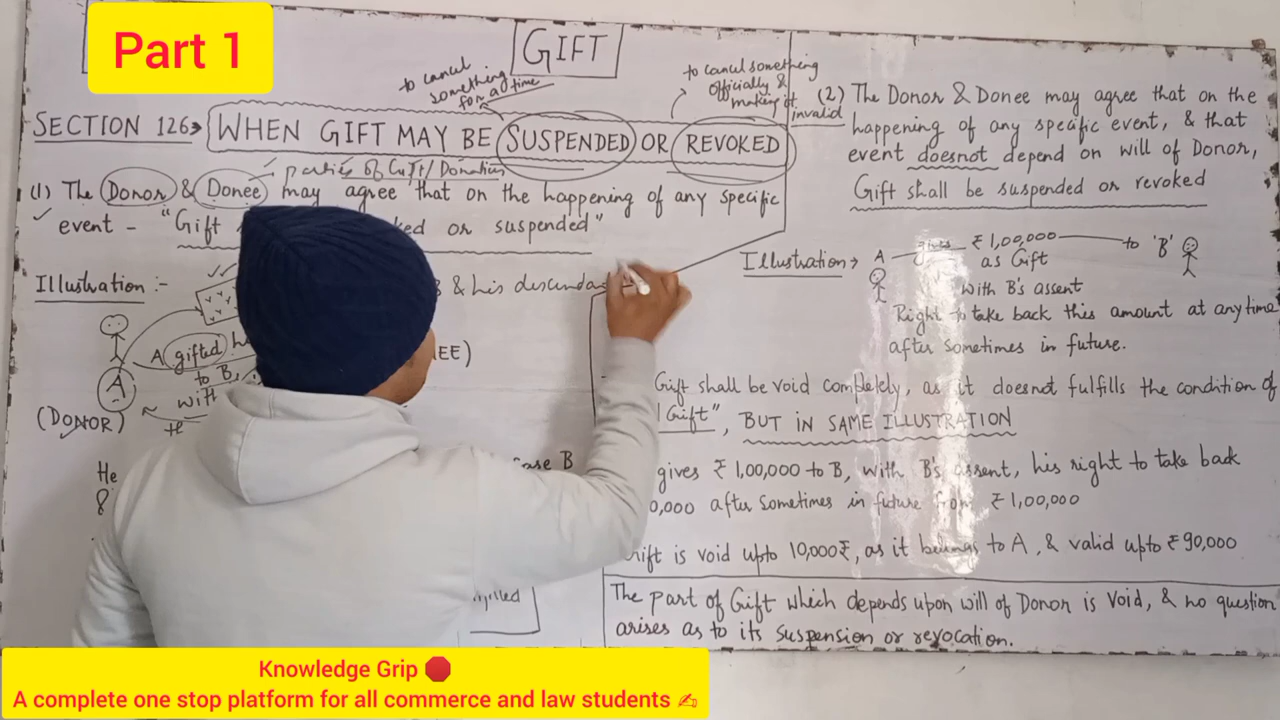 Part 1
GIFT
to cancel
something
for a time
to cancel something
officially &
making it
invalid
SECTION 126 → WHEN GIFT MAY BE SUSPENDED OR REVOKED
parties of Gift/Donation
(1) The Donor & Donee may agree that on the happening of any specific
event - "Gift ked or suspended"
Illustration :-
B & his descenda
A gifted
to B,
with
A
EE)
(DONOR)
He
case B
(2) The Donor & Donee may agree that on the
happening of any specific event, & that
event doesnot depend on will of Donor,
Gift shall be suspended or revoked
Illustration → A gives ₹ 1,00,000 to 'B'
as Gift
with B's assent
Right to take back this amount at anytime
after sometimes in future.
Gift shall be void completely, as it doesnot fulfills the condition of
Gift", BUT IN SAME ILLUSTRATION
gives ₹ 1,00,000 to B, with B's assent, his right to take back
0,000 after sometimes in future from ₹ 1,00,000
Gift is void upto 10,000₹, as it belongs to A, & valid upto ₹ 90,000
The part of Gift which depends upon will of Donor is void, & no question
arises as to its suspension or revocation.
Knowledge Grip 🛑
A complete one stop platform for all commerce and law students ✍